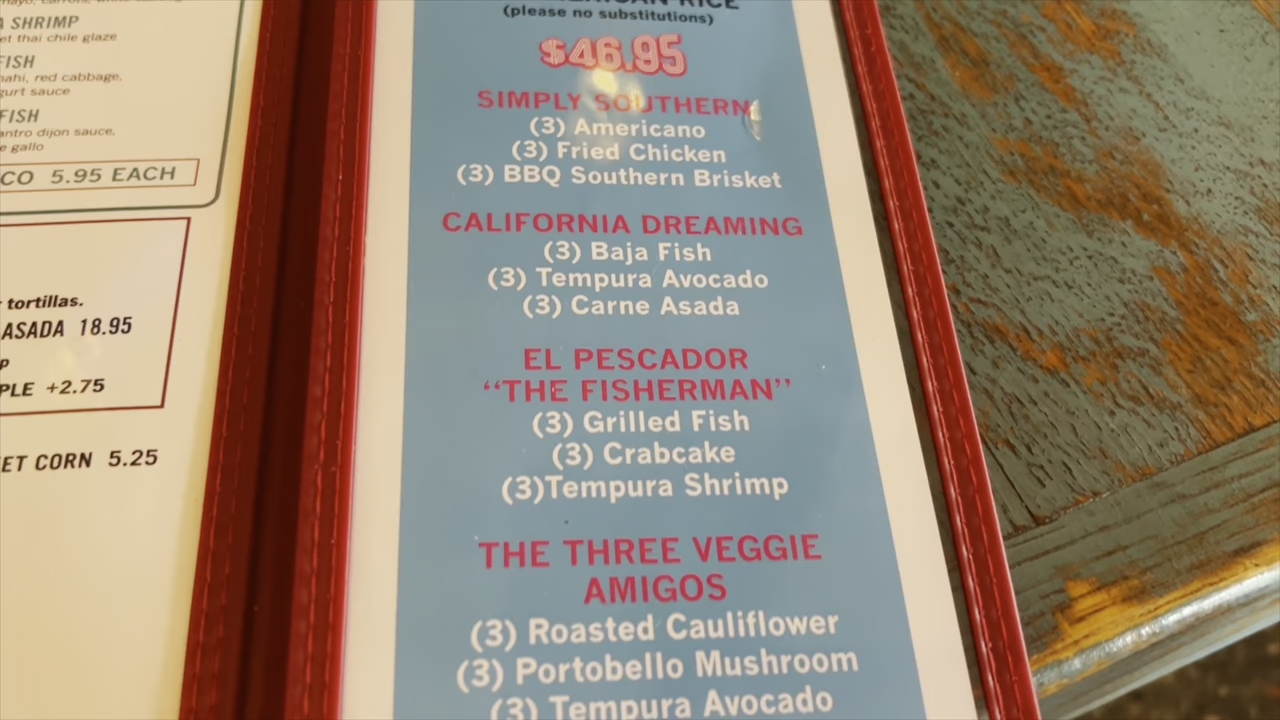 SHRIMP
et thai chile glaze
FISH
mahi, red cabbage,
gurt sauce
FISH
antro dijon sauce,
e gallo
CO 5.95 EACH
tortillas.
ASADA 18.95
p
PLE +2.75
ET CORN 5.25
RICE
(please no substitutions)
$46.95
SIMPLY SOUTHERN
(3) Americano
(3) Fried Chicken
(3) BBQ Southern Brisket
CALIFORNIA DREAMING
(3) Baja Fish
(3) Tempura Avocado
(3) Carne Asada
EL PESCADOR
“THE FISHERMAN”
(3) Grilled Fish
(3) Crabcake
(3)Tempura Shrimp
THE THREE VEGGIE
AMIGOS
(3) Roasted Cauliflower
(3) Portobello Mushroom
(3) Tempura Avocado